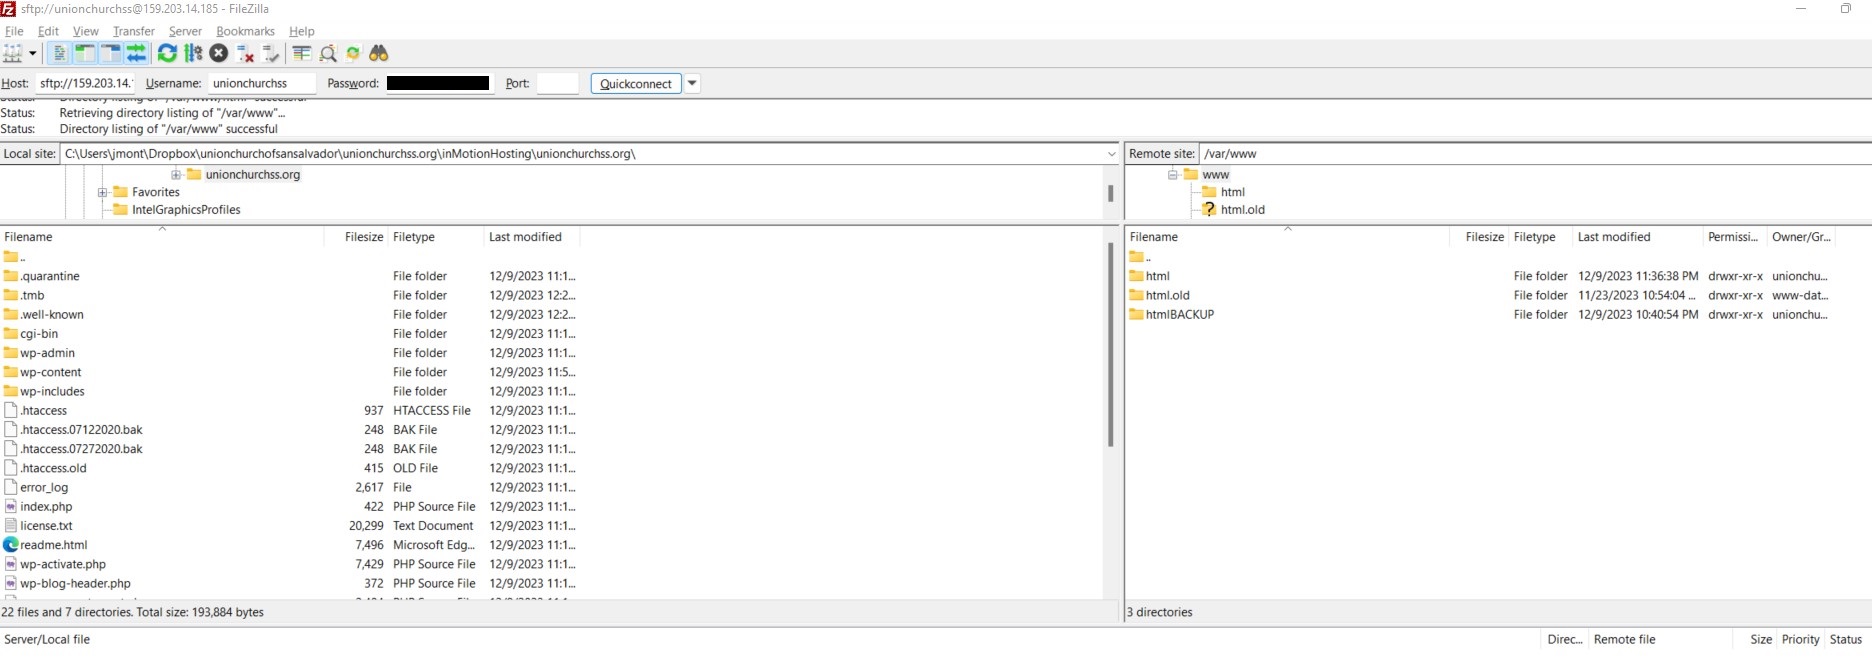 sftp://unionchurchss@159.203.14.185 - FileZilla
File Edit View Transfer Server Bookmarks Help
Host: sftp://159.203.14. Username: unionchurchss Password: Port: Quickconnect
Status: Directory listing of "/var/www/html" successful
Status: Retrieving directory listing of "/var/www"...
Status: Directory listing of "/var/www" successful
Local site: C:\Users\jmont\Dropbox\unionchurchofsansalvador\unionchurchss.org\inMotionHosting\unionchurchss.org\
unionchurchss.org
Favorites
IntelGraphicsProfiles
Remote site: /var/www
www
html
? html.old
Filename Filesize Filetype Last modified
..
.quarantine File folder 12/9/2023 11:1...
.tmb File folder 12/9/2023 12:2...
.well-known File folder 12/9/2023 12:2...
cgi-bin File folder 12/9/2023 11:1...
wp-admin File folder 12/9/2023 11:1...
wp-content File folder 12/9/2023 11:5...
wp-includes File folder 12/9/2023 11:1...
.htaccess 937 HTACCESS File 12/9/2023 11:1...
.htaccess.07122020.bak 248 BAK File 12/9/2023 11:1...
.htaccess.07272020.bak 248 BAK File 12/9/2023 11:1...
.htaccess.old 415 OLD File 12/9/2023 11:1...
error_log 2,617 File 12/9/2023 11:1...
index.php 422 PHP Source File 12/9/2023 11:1...
license.txt 20,299 Text Document 12/9/2023 11:1...
readme.html 7,496 Microsoft Edg... 12/9/2023 11:1...
wp-activate.php 7,429 PHP Source File 12/9/2023 11:1...
wp-blog-header.php 372 PHP Source File 12/9/2023 11:1...
22 files and 7 directories. Total size: 193,884 bytes
Filename Filesize Filetype Last modified Permissi... Owner/Gr...
..
html File folder 12/9/2023 11:36:38 PM drwxr-xr-x unionchu...
html.old File folder 11/23/2023 10:54:04 ... drwxr-xr-x www-dat...
htmlBACKUP File folder 12/9/2023 10:40:54 PM drwxr-xr-x unionchu...
3 directories
Server/Local file Direc... Remote file Size Priority Status